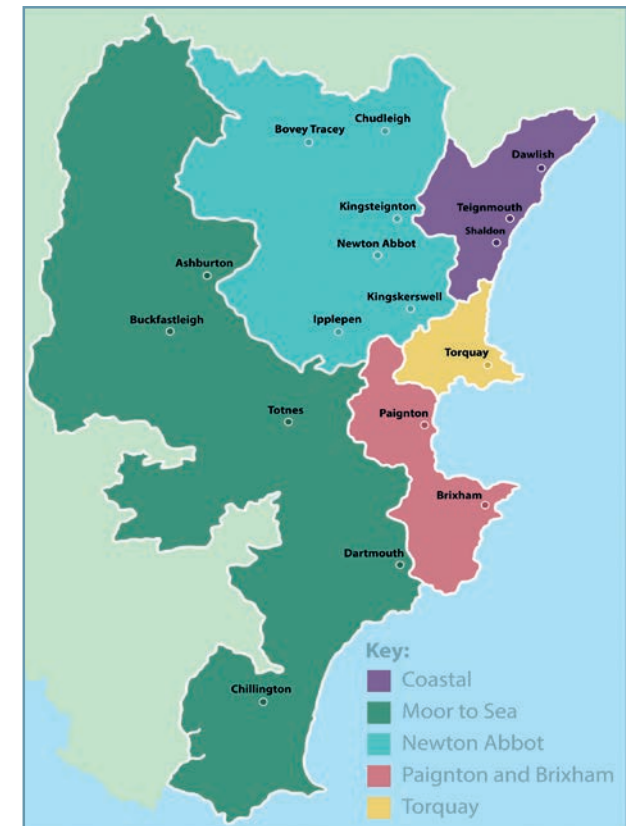 Chudleigh
Bovey Tracey
Dawlish
Kingsteignton
Teignmouth
Shaldon
Newton Abbot
Ashburton
Kingskerswell
Buckfastleigh
Ipplepen
Torquay
Totnes
Paignton
Brixham
Dartmouth
Chillington
Key:
Coastal
Moor to Sea
Newton Abbot
Paignton and Brixham
Torquay